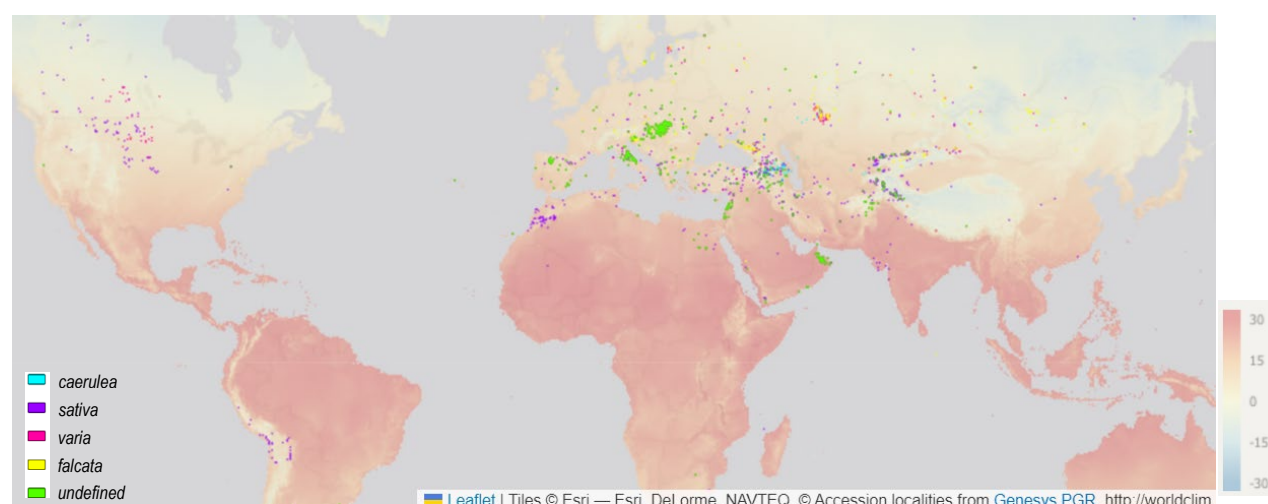 caerulea
sativa
varia
falcata
undefined
30
15
0
-15
-30
Leaflet | Tiles © Esri — Esri, DeLorme, NAVTEQ, © Accession localities from Genesys PGR, http://worldclim.